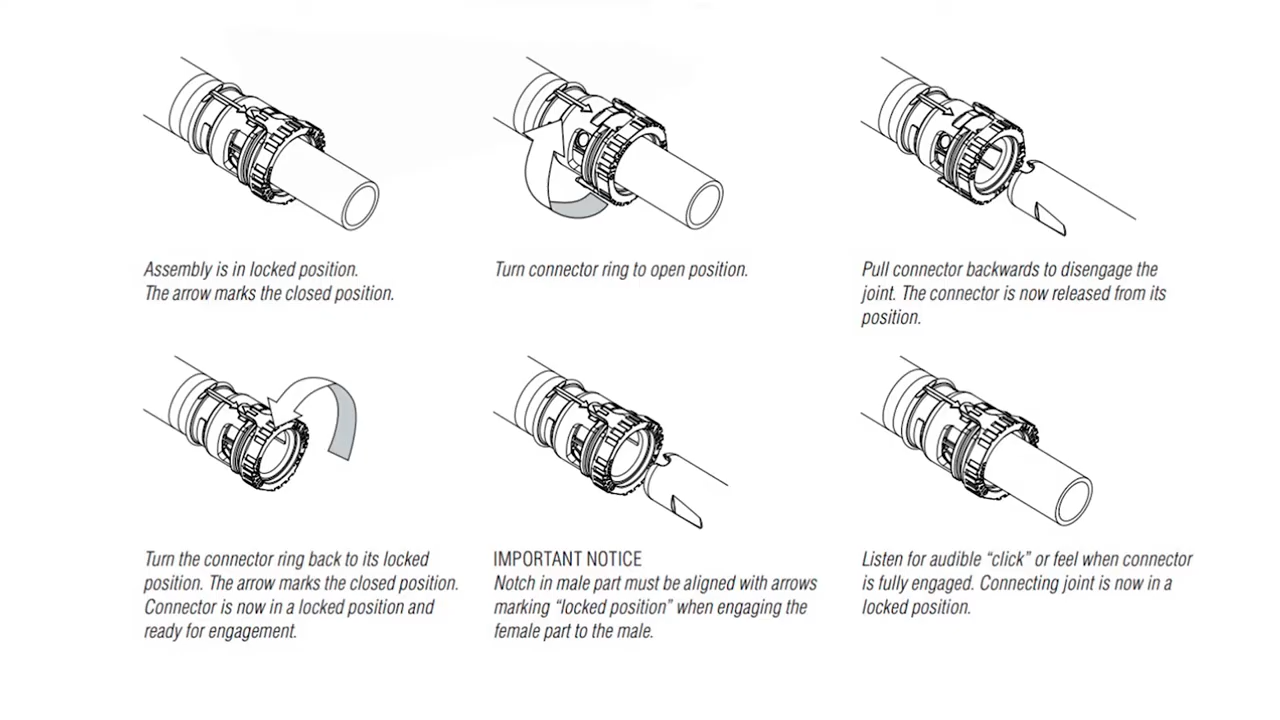 Assembly is in locked position.
The arrow marks the closed position.
Turn connector ring to open position.
Pull connector backwards to disengage the
joint. The connector is now released from its
position.
Turn the connector ring back to its locked
position. The arrow marks the closed position.
Connector is now in a locked position and
ready for engagement.
IMPORTANT NOTICE
Notch in male part must be aligned with arrows
marking “locked position” when engaging the
female part to the male.
Listen for audible “click” or feel when connector
is fully engaged. Connecting joint is now in a
locked position.